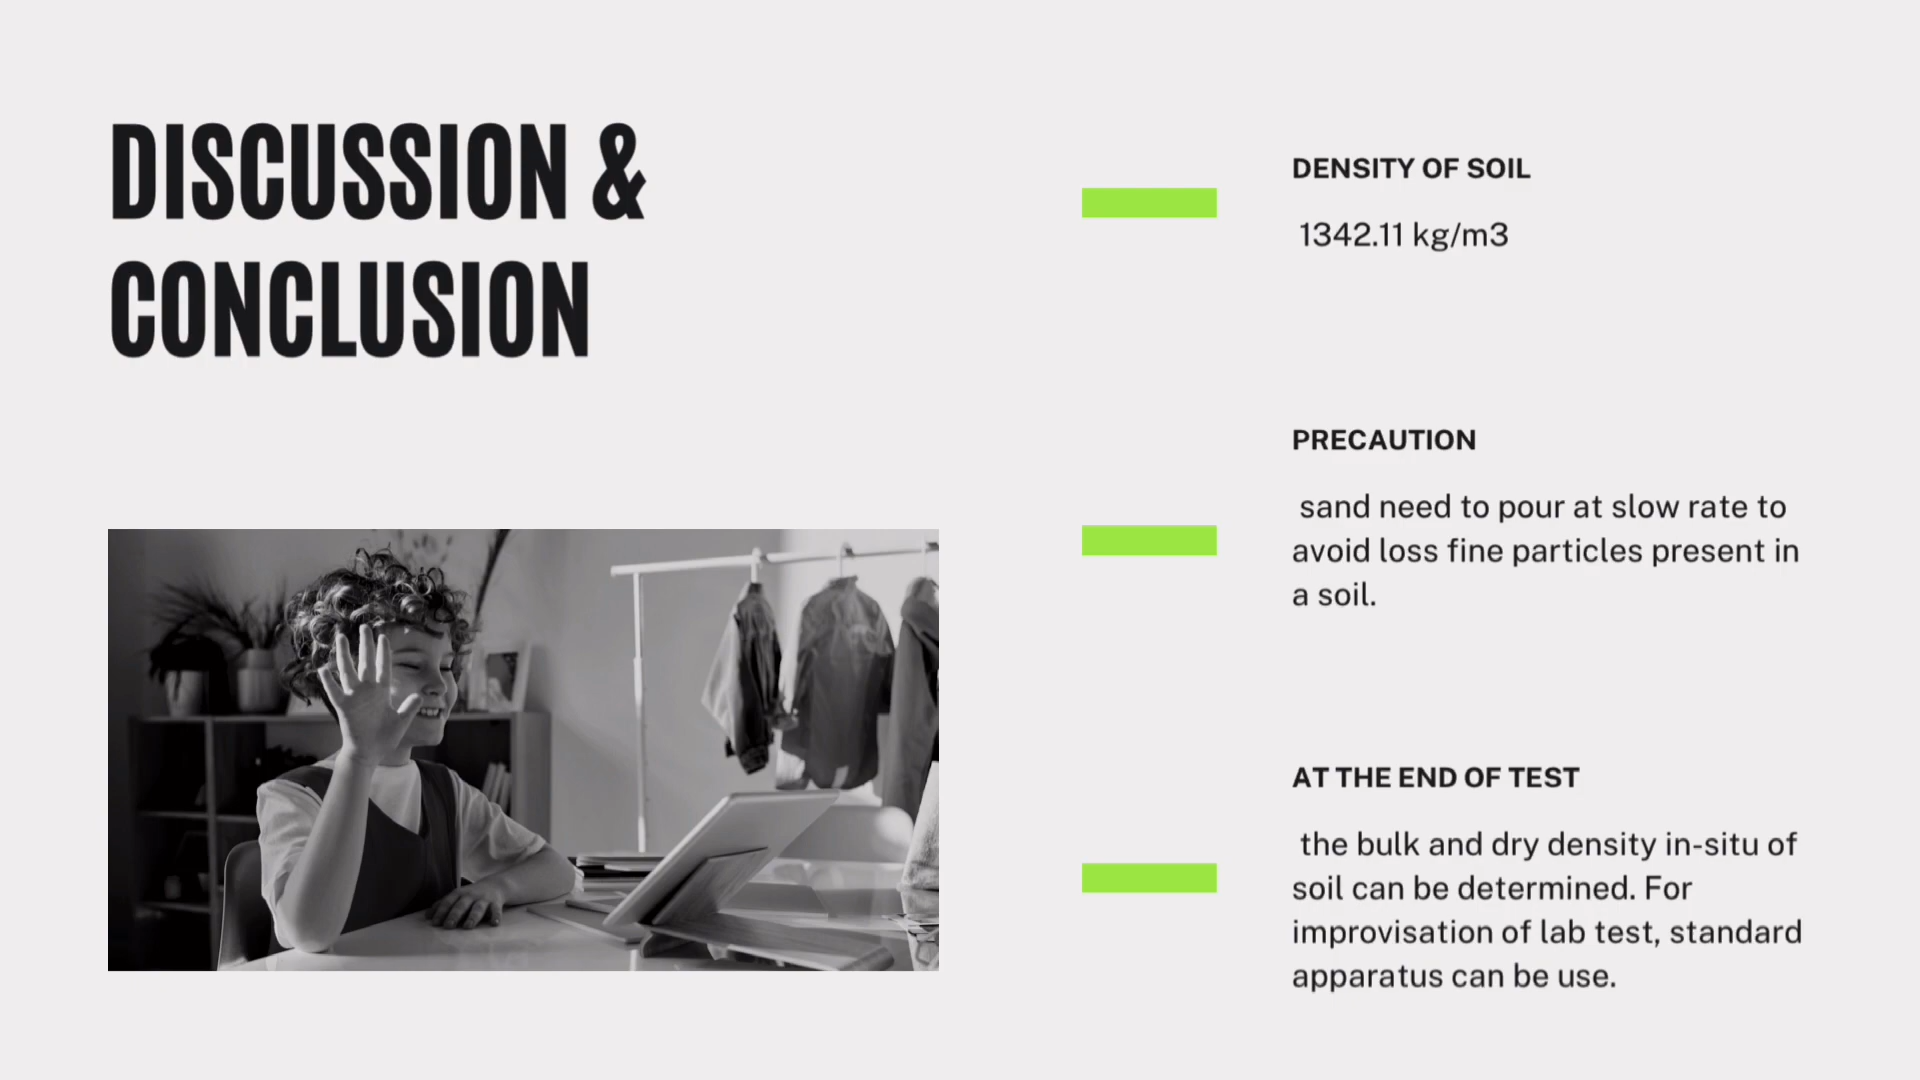 DISCUSSION &
CONCLUSION
DENSITY OF SOIL
1342.11 kg/m3
PRECAUTION
sand need to pour at slow rate to
avoid loss fine particles present in
a soil.
AT THE END OF TEST
the bulk and dry density in-situ of
soil can be determined. For
improvisation of lab test, standard
apparatus can be use.